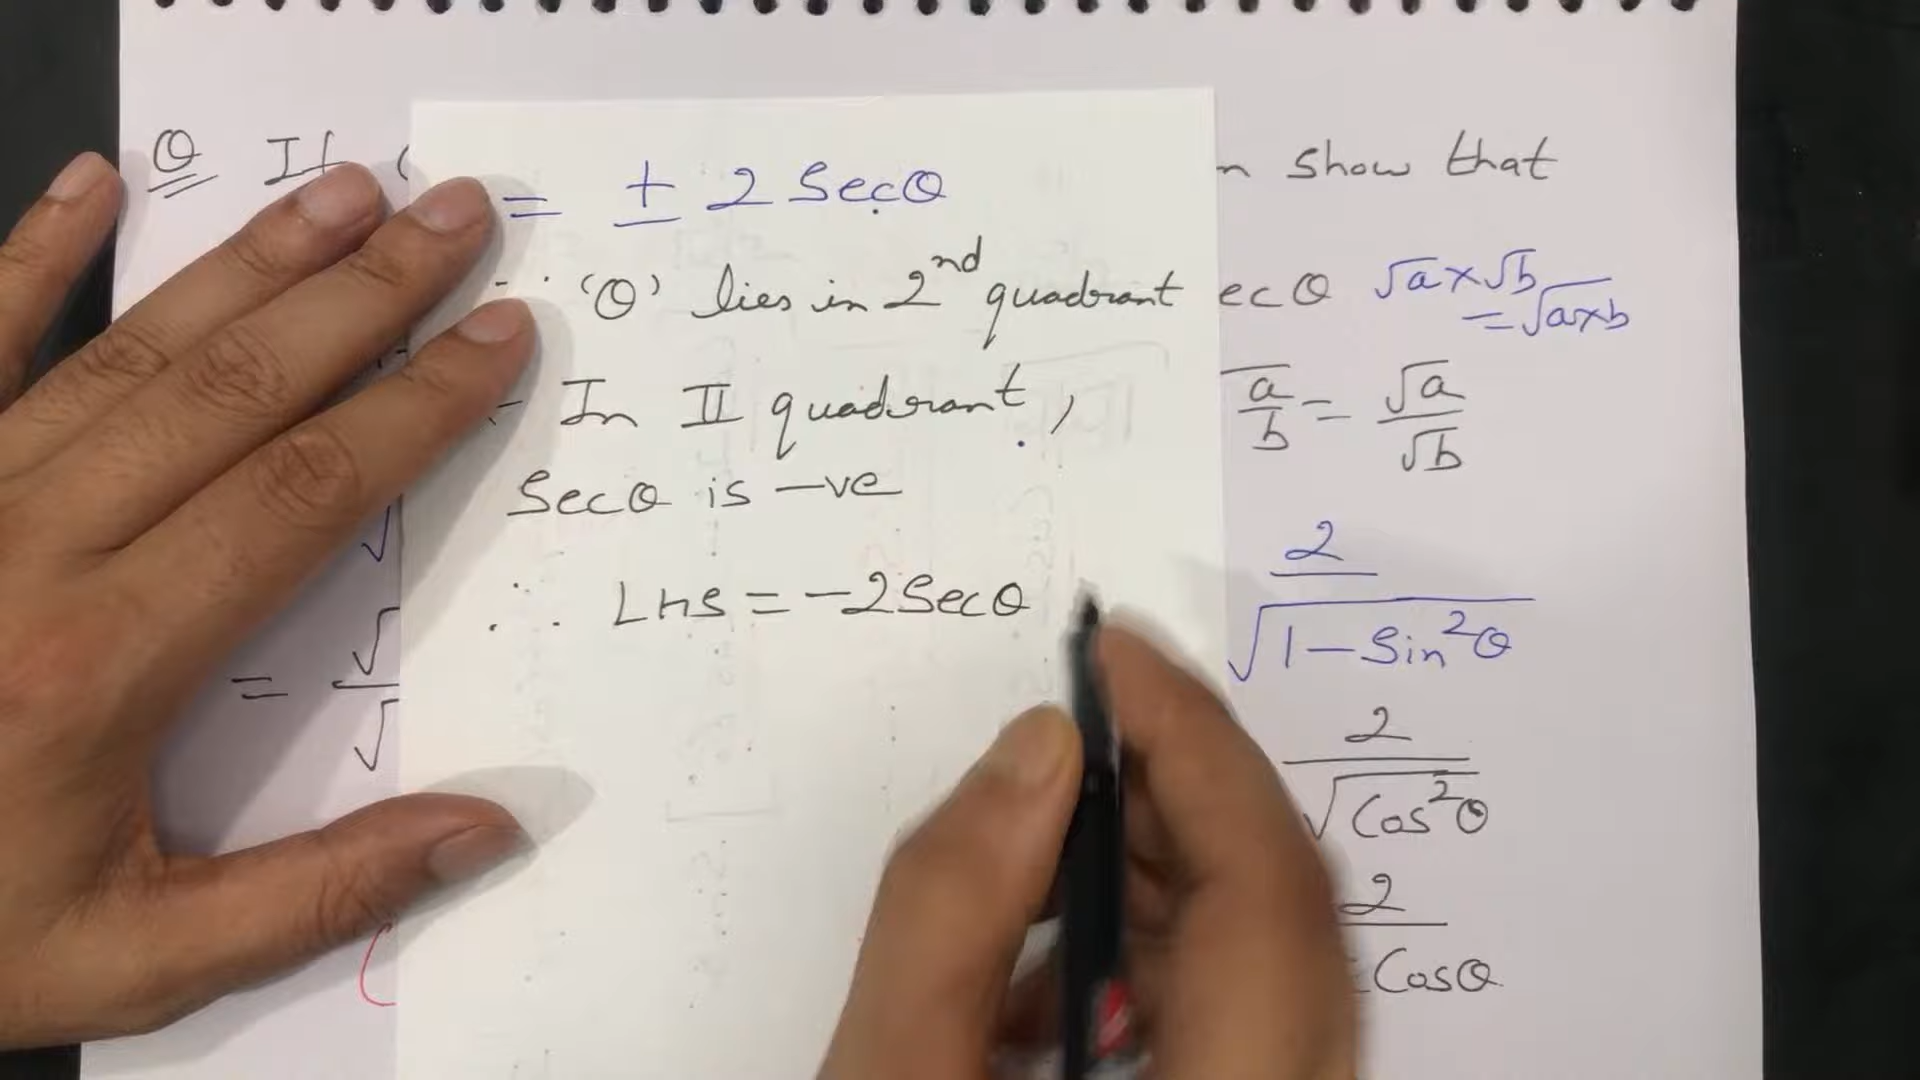 Q If ( n show that
= ± 2 Secθ
∵ 'θ' lies in 2nd quadrant
ecθ √a×√b
=√a×b
In II quadrant,
a/b = √a/√b
Secθ is -ve
∴ LHS = -2Secθ
2/√1-Sin²θ
= √/√
2/√Cos²θ
2/Cosθ